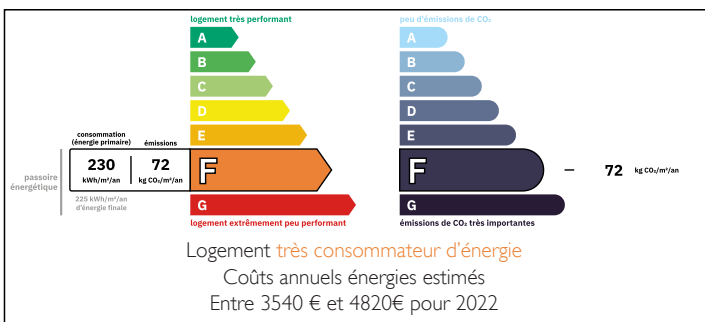 logement très performant
peu d'émissions de CO₂
A
B
C
D
E
F
G
A
B
C
D
E
F
G
consommation
(énergie primaire)
émissions
passoire
énergétique
230
72
kWh/m²/an
kg CO₂/m²/an
225 kWh/m²/an
d'énergie finale
72 kg CO₂/m²/an
logement extrêmement peu performant
émissions de CO₂ très importantes
Logement très consommateur d'énergie
Coûts annuels énergies estimés
Entre 3540 € et 4820€ pour 2022